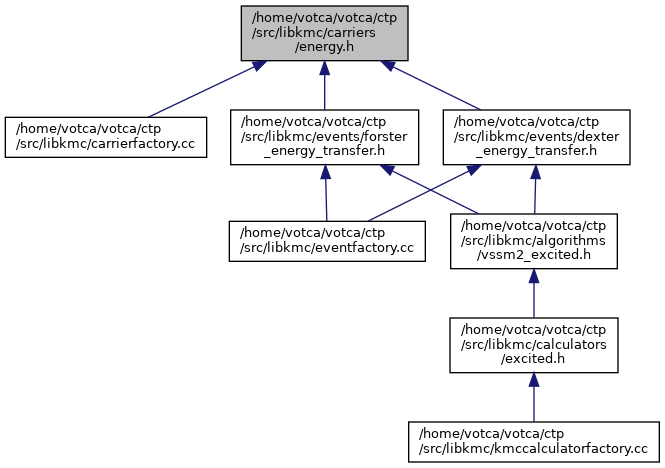 /home/votca/votca/ctp
/src/libkmc/carriers
/energy.h
/home/votca/votca/ctp
/src/libkmc/carrierfactory.cc
/home/votca/votca/ctp
/src/libkmc/events/forster
_energy_transfer.h
/home/votca/votca/ctp
/src/libkmc/events/dexter
_energy_transfer.h
/home/votca/votca/ctp
/src/libkmc/eventfactory.cc
/home/votca/votca/ctp
/src/libkmc/algorithms
/vssm2_excited.h
/home/votca/votca/ctp
/src/libkmc/calculators
/excited.h
/home/votca/votca/ctp
/src/libkmc/kmccalculatorfactory.cc